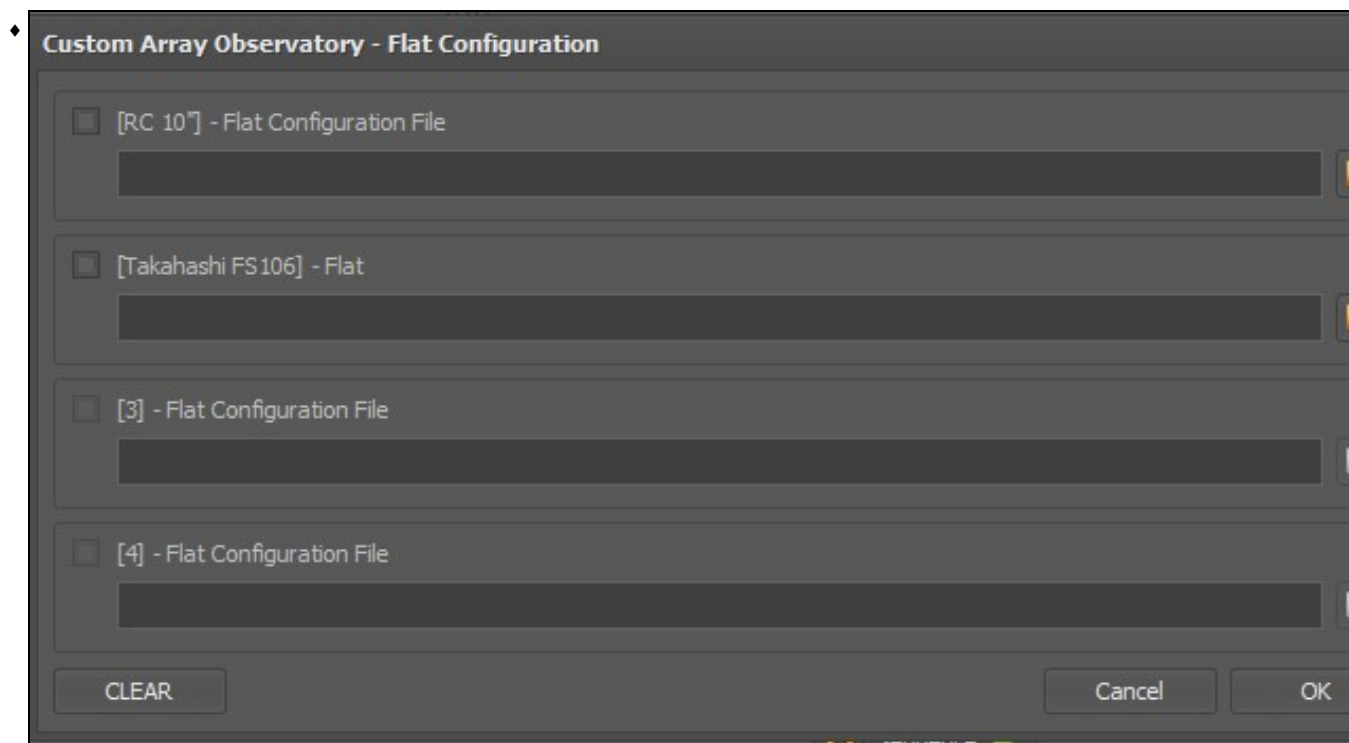 Custom Array Observatory - Flat Configuration
[RC 10"] - Flat Configuration File
[Takahashi FS106] - Flat
[3] - Flat Configuration File
[4] - Flat Configuration File
CLEAR Cancel OK